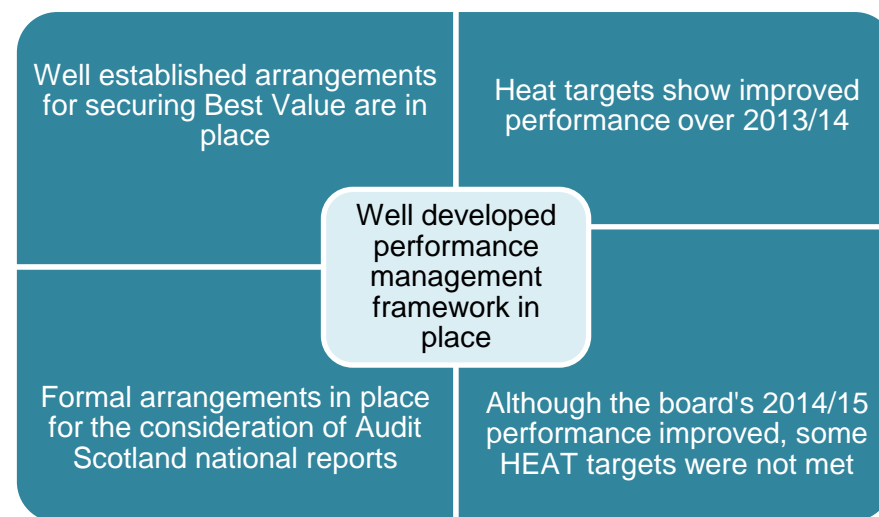 Well established arrangements
for securing Best Value are in
place
Heat targets show improved
performance over 2013/14
Well developed
performance
management
framework in
place
Formal arrangements in place
for the consideration of Audit
Scotland national reports
Although the board's 2014/15
performance improved, some
HEAT targets were not met